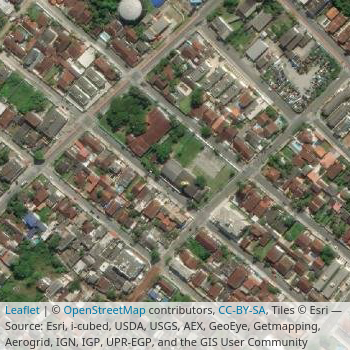 Leaflet | © OpenStreetMap contributors, CC-BY-SA, Tiles © Esri —
Source: Esri, i-cubed, USDA, USGS, AEX, GeoEye, Getmapping,
Aerogrid, IGN, IGP, UPR-EGP, and the GIS User Community